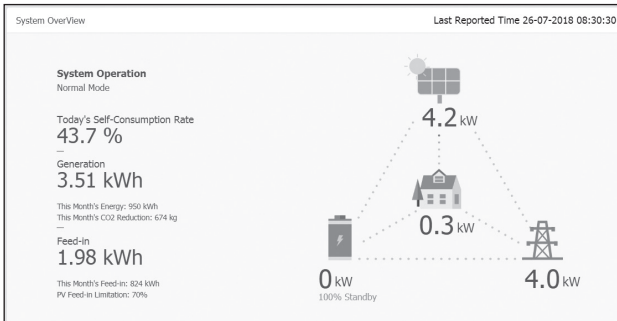 System OverView
Last Reported Time 26-07-2018 08:30:30
System Operation
Normal Mode
Today's Self-Consumption Rate
43.7 %
Generation
3.51 kWh
This Month's Energy: 950 kWh
This Month's CO2 Reduction: 674 kg
Feed-in
1.98 kWh
This Month's Feed-in: 824 kWh
PV Feed-in Limitation: 70%
4.2 kW
0.3 kW
0 kW
100% Standby
4.0 kW